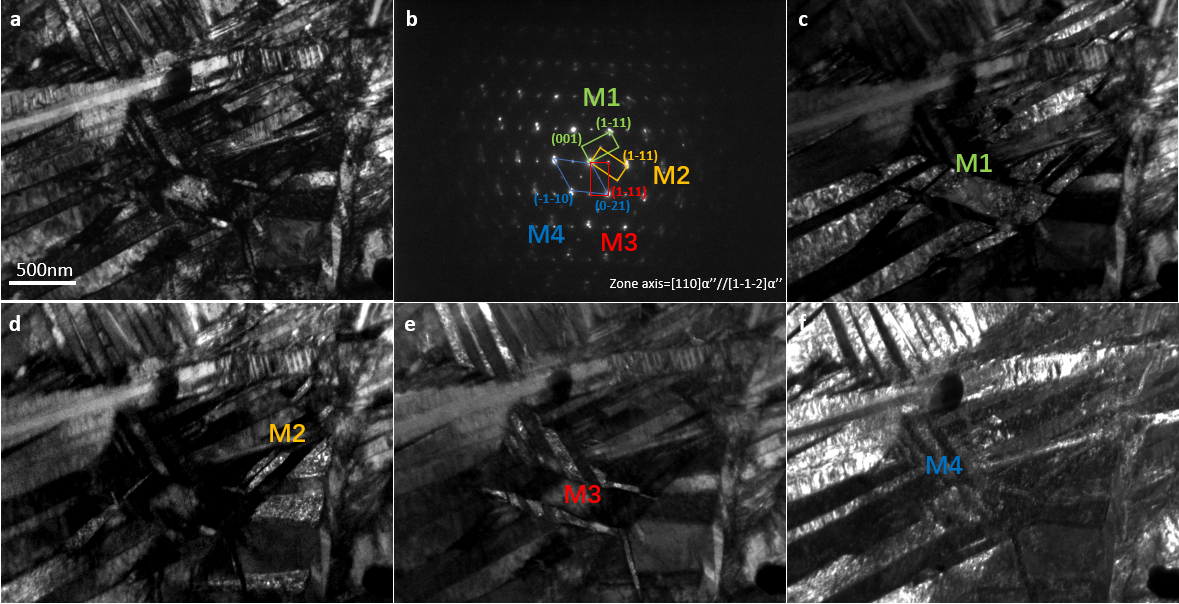 a
500nm
b
M1
(1-11)
(001)
(1-11)
M2
(-1-10)
(1-11)
(0-21)
M4
M3
Zone axis=[110]α’’//[1-1-2]α’’
c
M1
d
M2
e
M3
f
M4